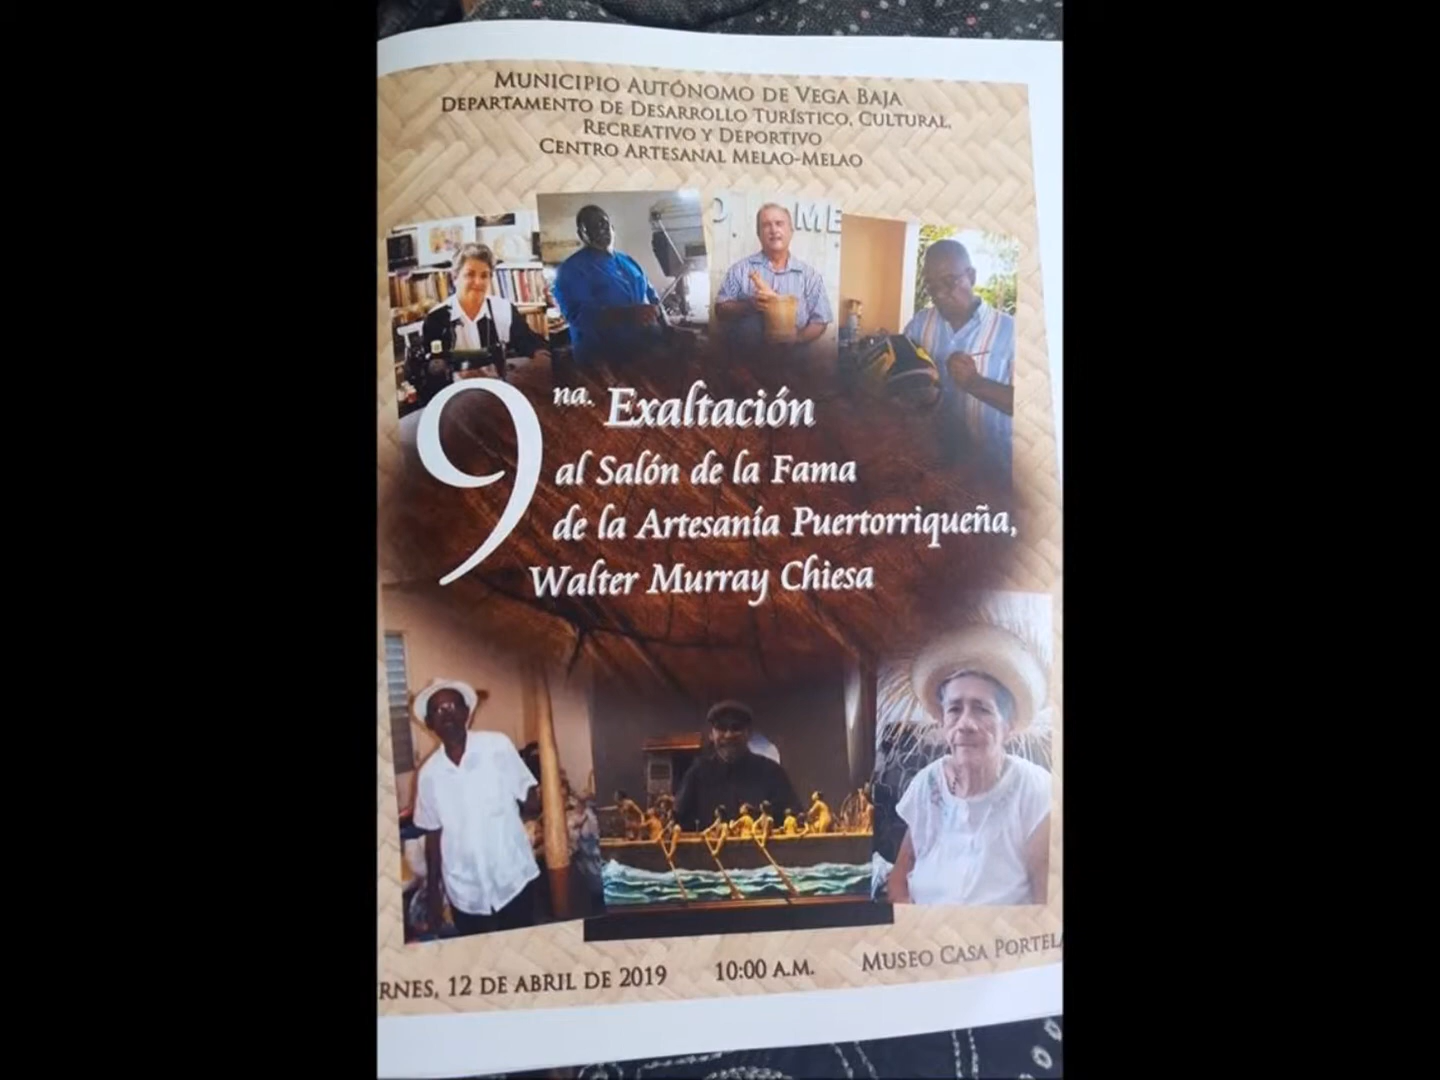 MUNICIPIO AUTÓNOMO DE VEGA BAJA
DEPARTAMENTO DE DESARROLLO TURÍSTICO, CULTURAL,
RECREATIVO Y DEPORTIVO
CENTRO ARTESANAL MELAO-MELAO
9na. Exaltación
al Salón de la Fama
de la Artesanía Puertorriqueña,
Walter Murray Chiesa
RNES, 12 DE ABRIL DE 2019 10:00 A.M. MUSEO CASA PORTELA